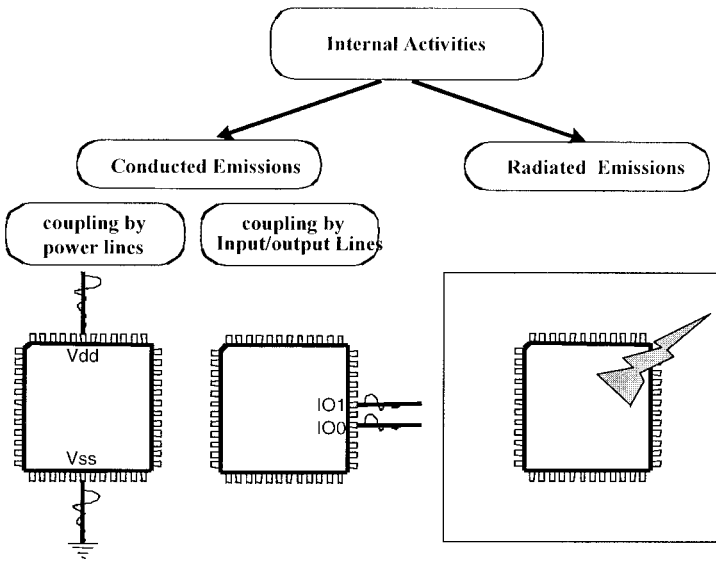 Internal Activities
Conducted Emissions
Radiated Emissions
coupling by
power lines
coupling by
Input/output Lines
Vdd
Vss
IO1
IO0